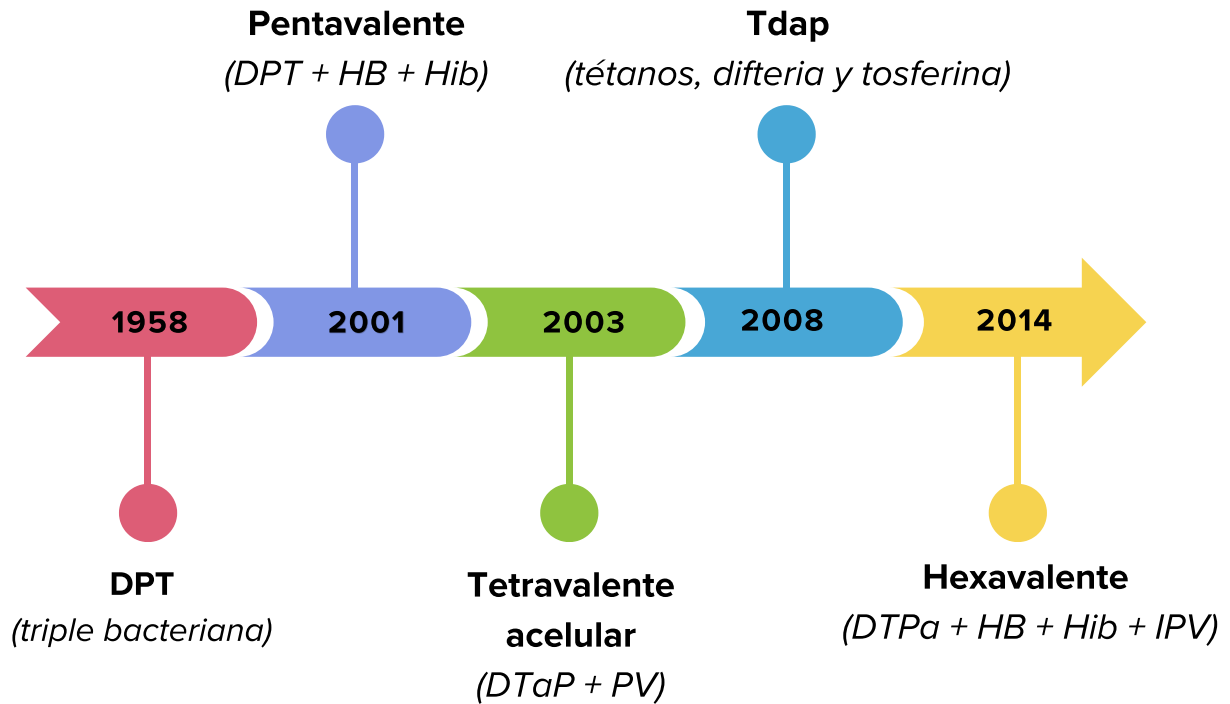 Pentavalente
(DPT + HB + Hib)
Tdap
(tétanos, difteria y tosferina)
1958
2001
2003
2008
2014
DPT
(triple bacteriana)
Tetravalente
acelular
(DTaP + PV)
Hexavalente
(DTPa + HB + Hib + IPV)